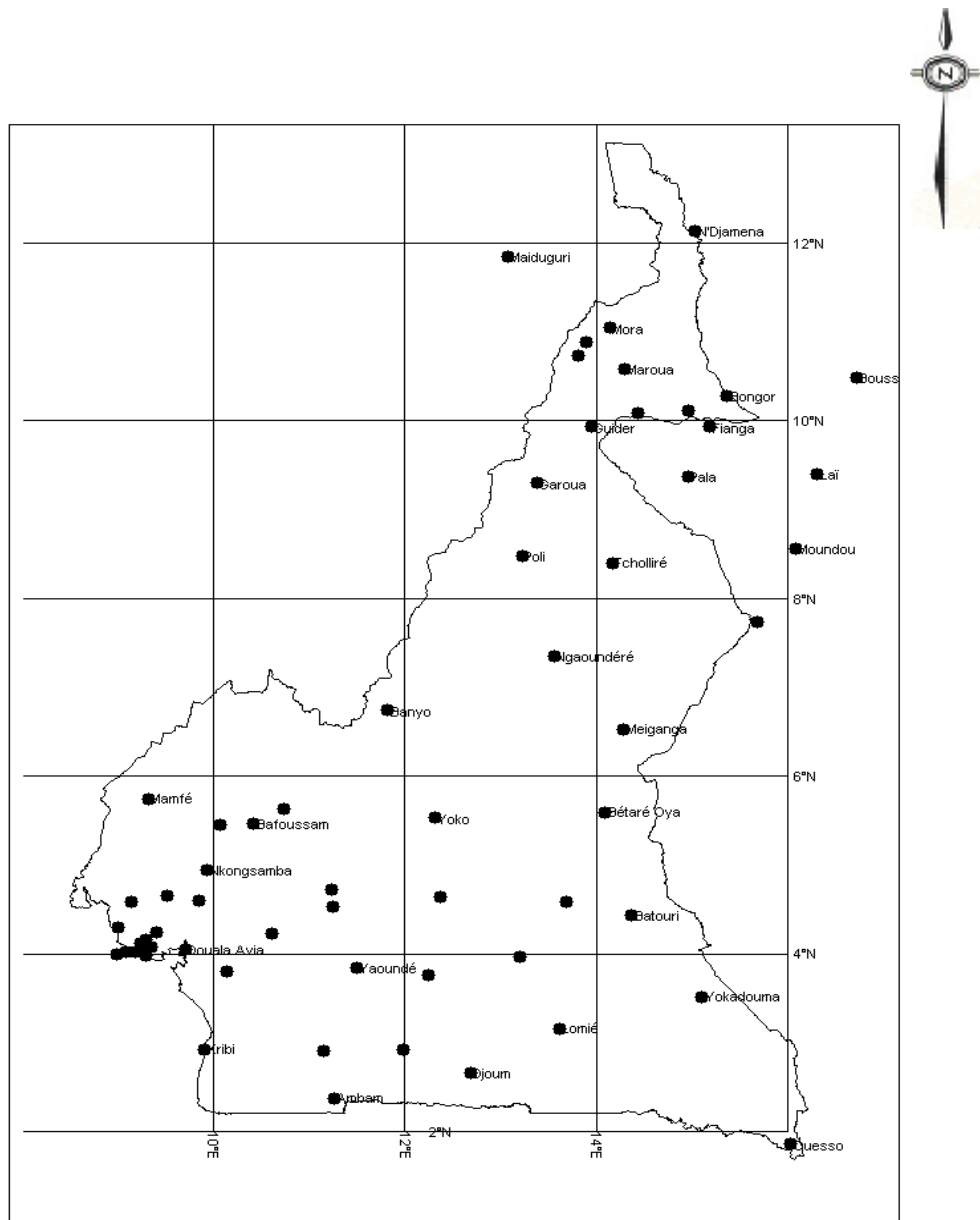 N
N'Djamena
12°N
Maiduguri
Mora
Maroua
Bouss
Bongor
10°N
Guider
Fianga
Pala
Laï
Garoua
Moundou
Poli
Tcholliré
8°N
Ngaoundéré
Banyo
Meiganga
6°N
Mamfé
Bétaré Oya
Yoko
Bafoussam
Nkongsamba
Batouri
4°N
Douala Avia
Yaoundé
Yokadouma
Lomié
Kribi
Djoum
Ambam
2°N
Ouesso
10°E
12°E
14°E